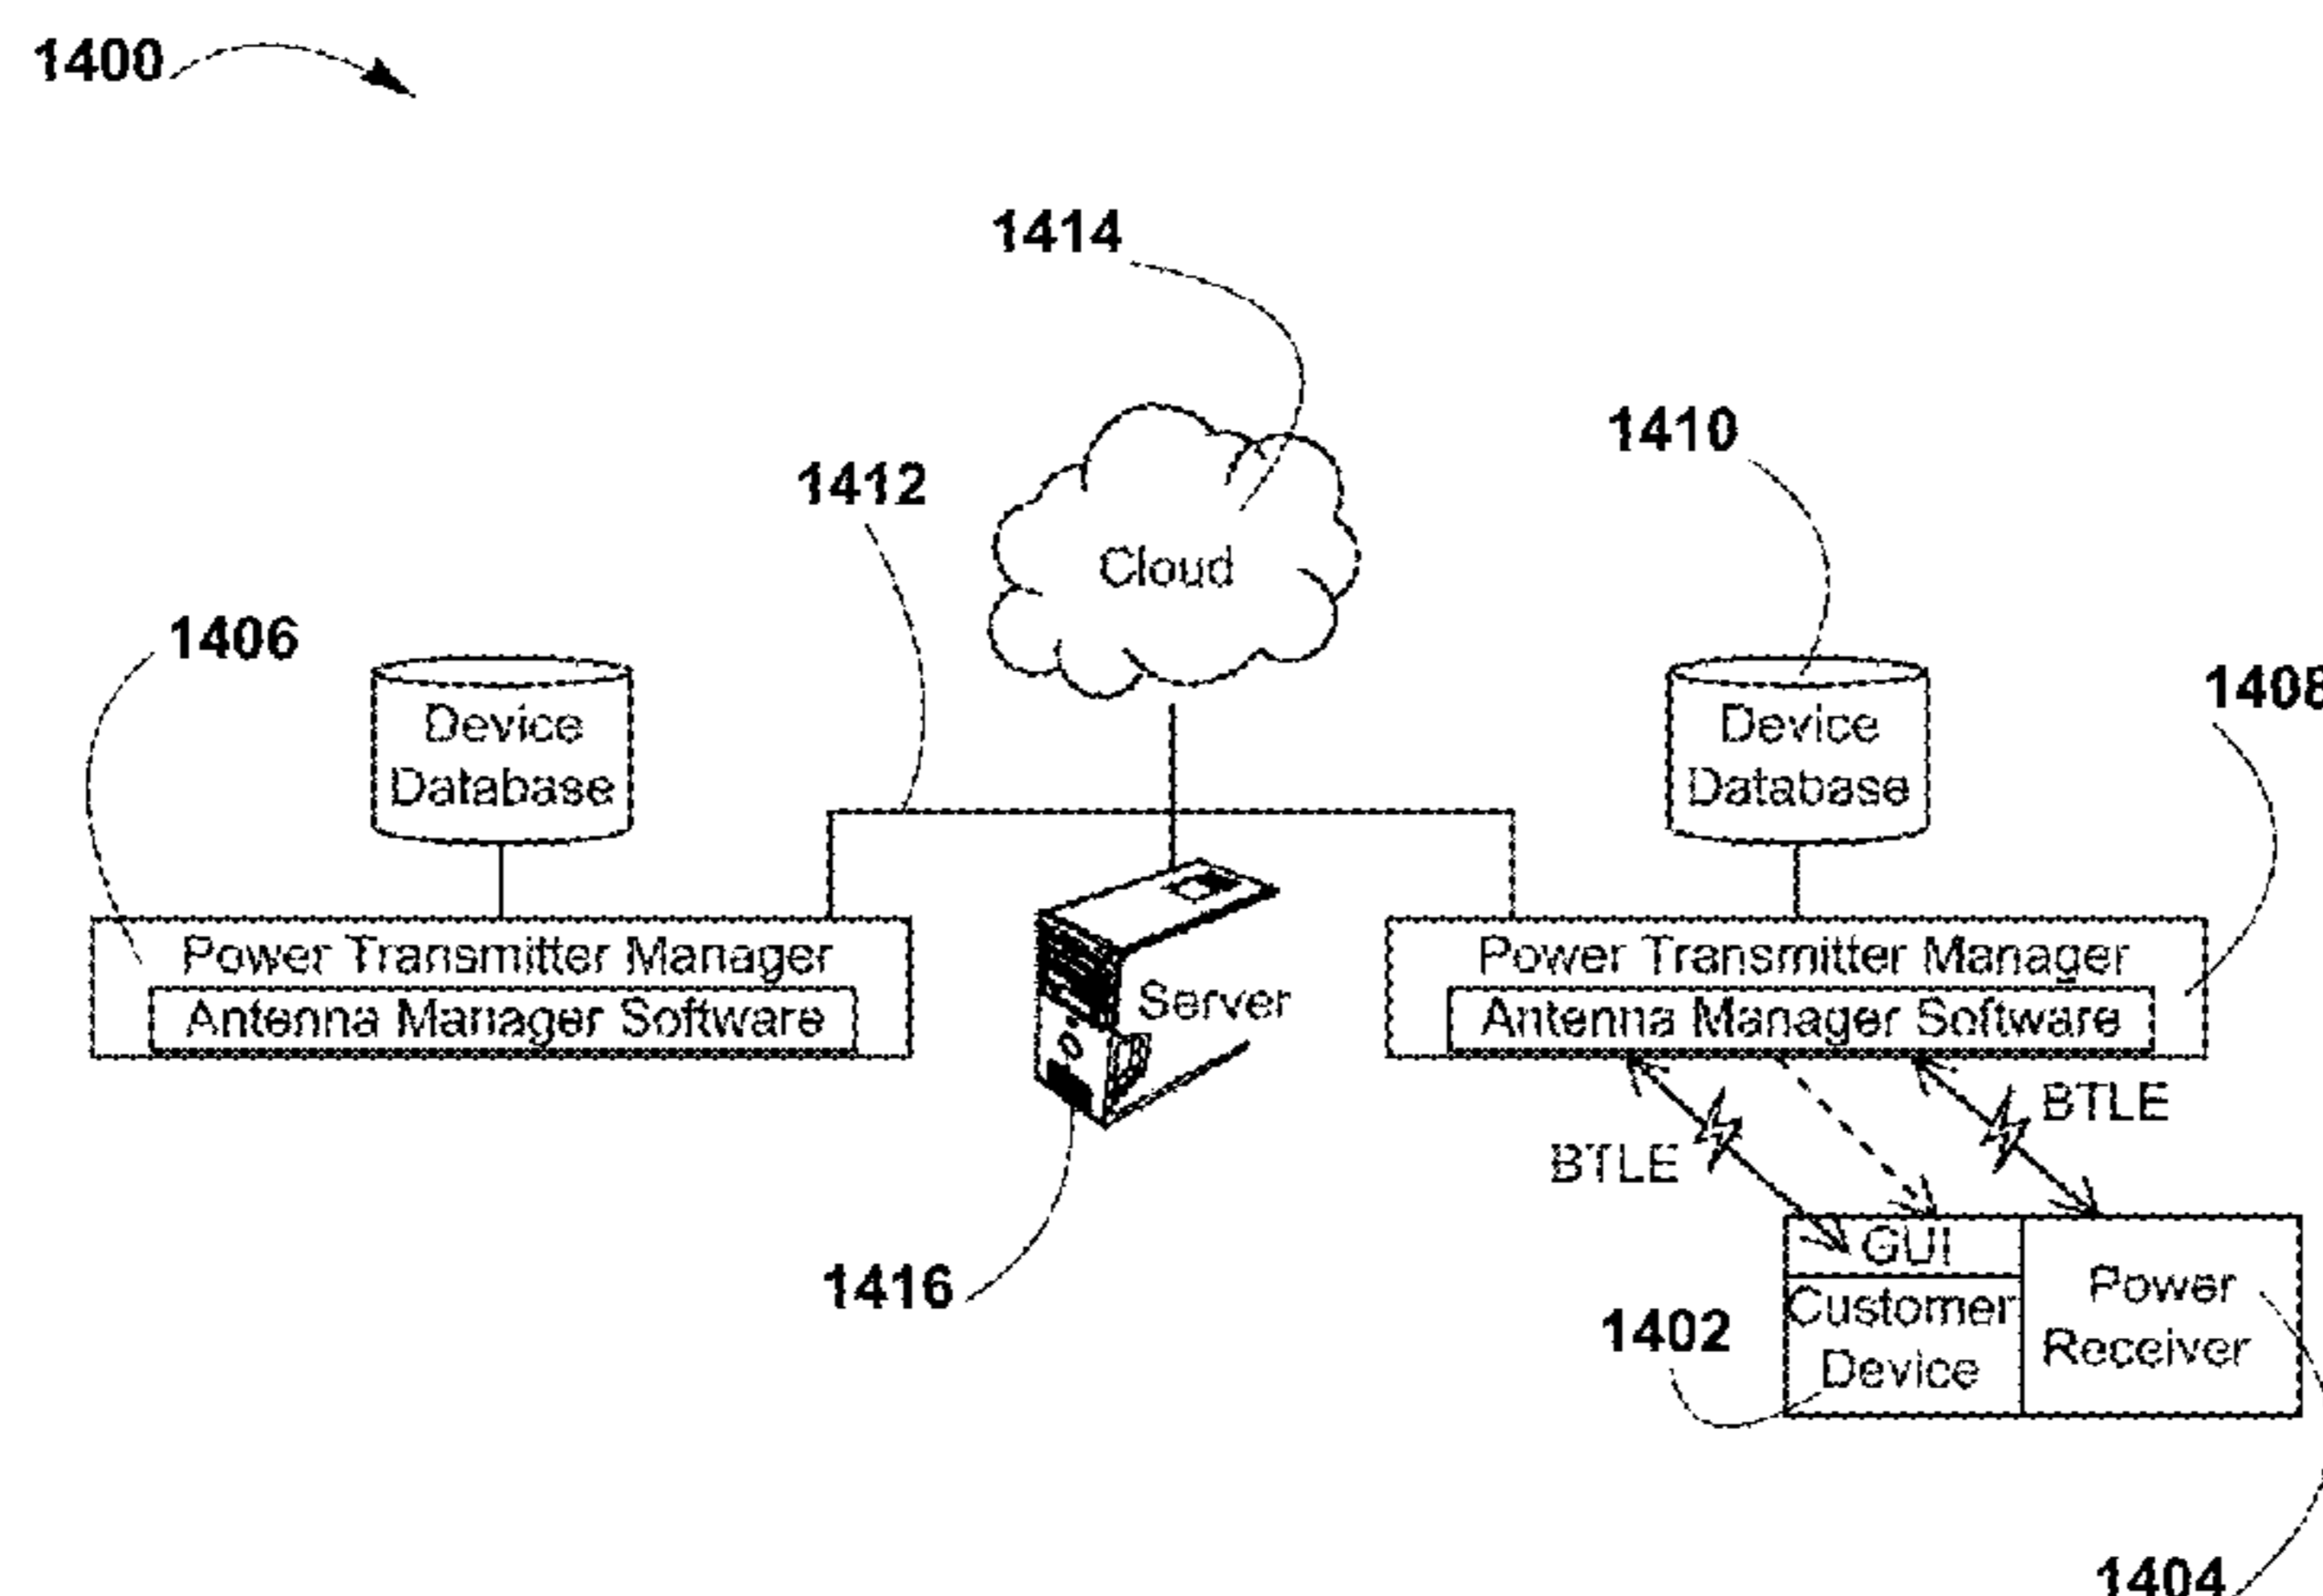 1400
1414
1410
1412
Cloud
1406
1408
Device
Database
Device
Database
Power Transmitter Manager
Antenna Manager Software
Server
Power Transmitter Manager
Antenna Manager Software
BTLE
BTLE
1416
GUI
Customer
Device
Power
Receiver
1402
1404